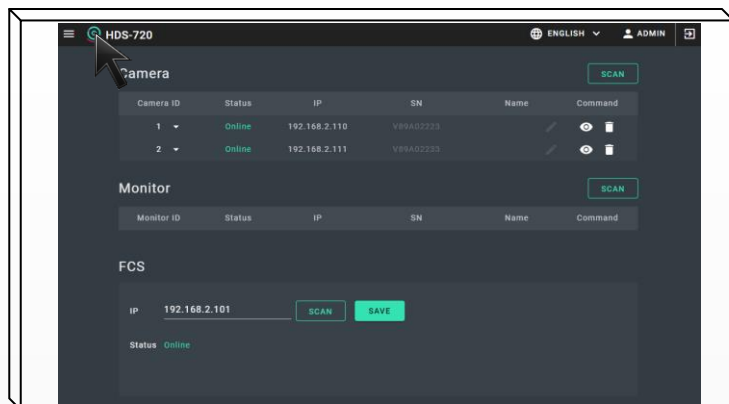 HDS-720 ENGLISH ADMIN
Camera SCAN
Camera ID Status IP SN Name Command
1 Online 192.168.2.110 V89A02223
2 Online 192.168.2.111 V89A02233
Monitor SCAN
Monitor ID Status IP SN Name Command
FCS
IP 192.168.2.101 SCAN SAVE
Status Online